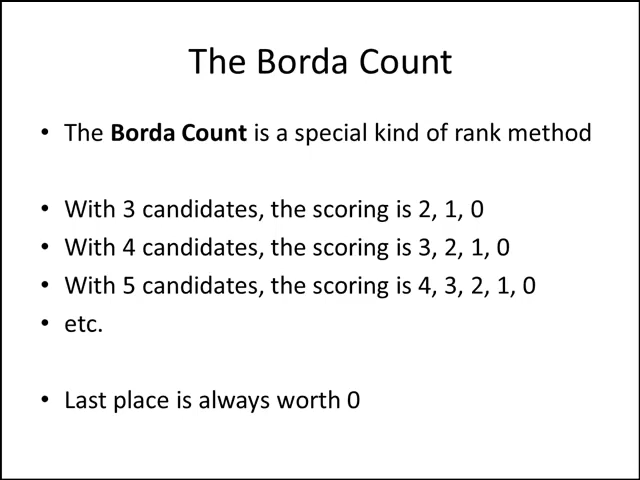 The Borda Count
• The Borda Count is a special kind of rank method
• With 3 candidates, the scoring is 2, 1, 0
• With 4 candidates, the scoring is 3, 2, 1, 0
• With 5 candidates, the scoring is 4, 3, 2, 1, 0
• etc.
• Last place is always worth 0